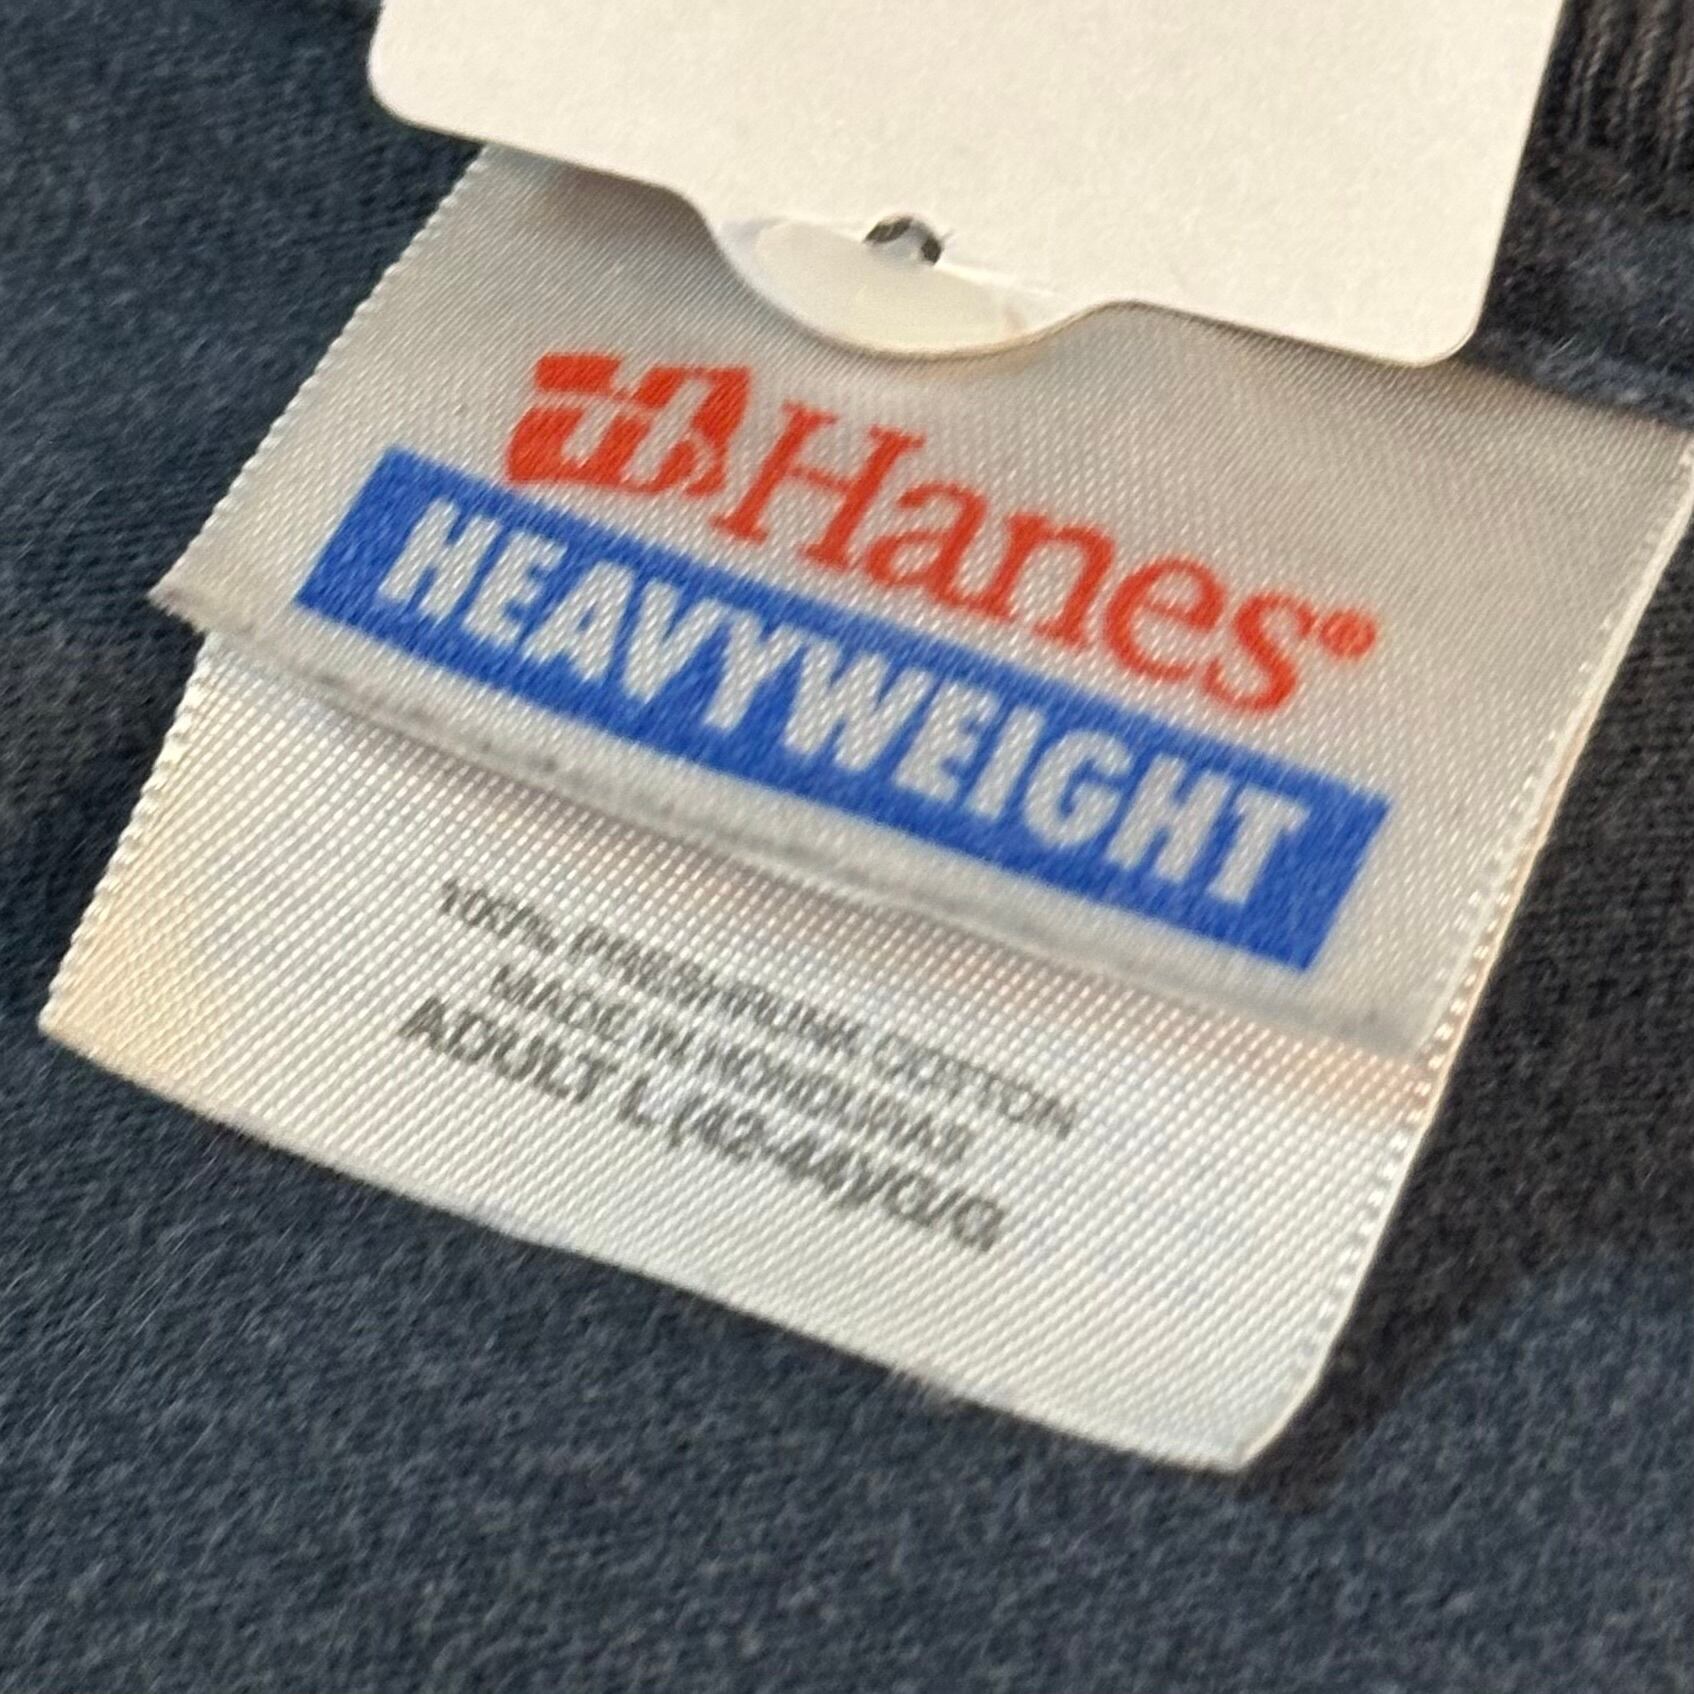 Hanes®
HEAVYWEIGHT
100% PRESHRUNK COTTON
MADE IN HONDURAS
ADULT L (42-44)/G/G